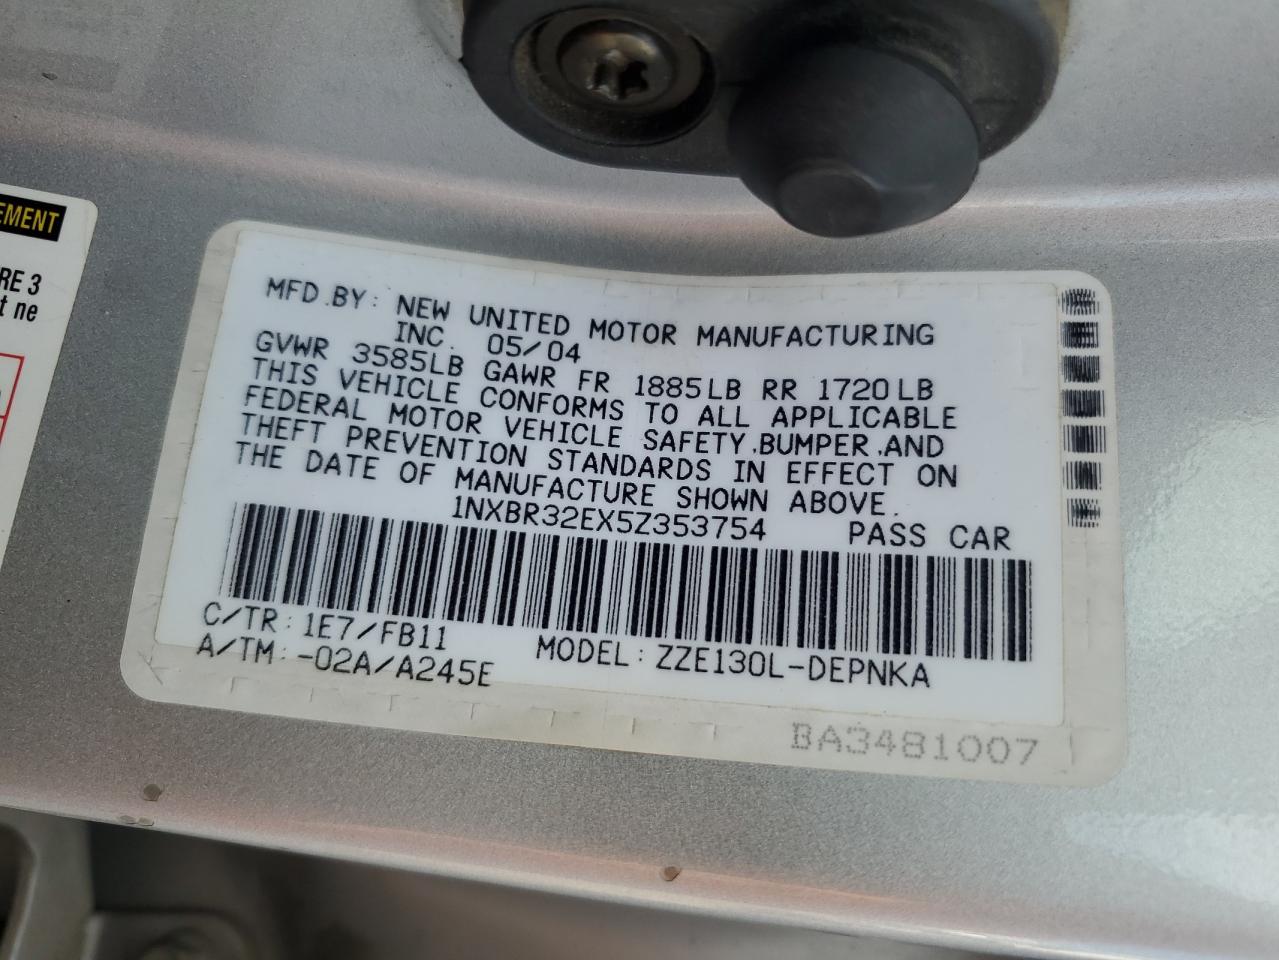 EMENT
RE 3
t ne
MFD.BY: NEW UNITED MOTOR MANUFACTURING
INC. 05/04
GVWR 3585LB GAWR FR 1885LB RR 1720LB
THIS VEHICLE CONFORMS TO ALL APPLICABLE
FEDERAL MOTOR VEHICLE SAFETY,BUMPER,AND
THEFT PREVENTION STANDARDS IN EFFECT ON
THE DATE OF MANUFACTURE SHOWN ABOVE.
1NXBR32EX5Z353754 PASS CAR
C/TR: 1E7/FB11
A/TM: -02A/A245E MODEL: ZZE130L-DEPNKA
BA3481007